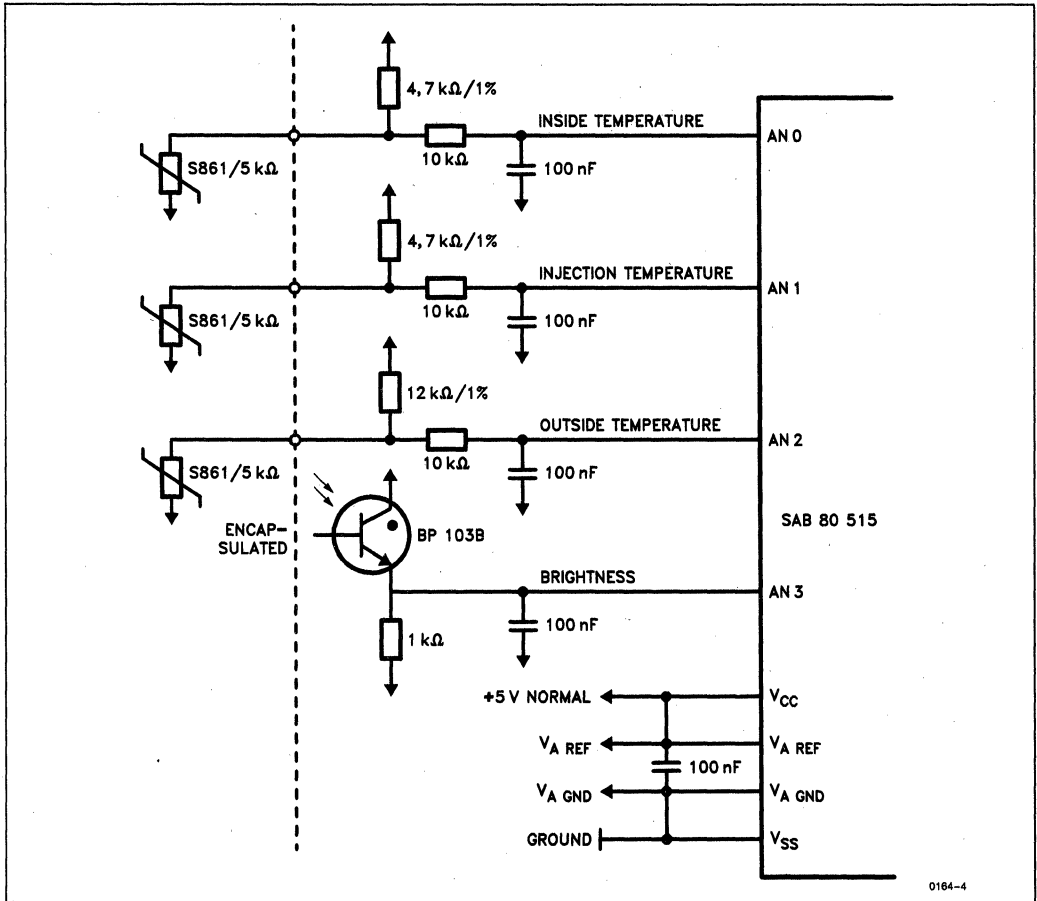 4,7 kΩ/1%
INSIDE TEMPERATURE
AN 0
S861/5 kΩ
10 kΩ
100 nF
4,7 kΩ/1%
INJECTION TEMPERATURE
AN 1
S861/5 kΩ
10 kΩ
100 nF
12 kΩ/1%
OUTSIDE TEMPERATURE
AN 2
S861/5 kΩ
10 kΩ
100 nF
SAB 80 515
ENCAP-
SULATED
BP 103B
BRIGHTNESS
AN 3
100 nF
1 kΩ
+5 V NORMAL
VCC
VA REF
VA REF
100 nF
VA GND
VA GND
GROUND
VSS
0164-4